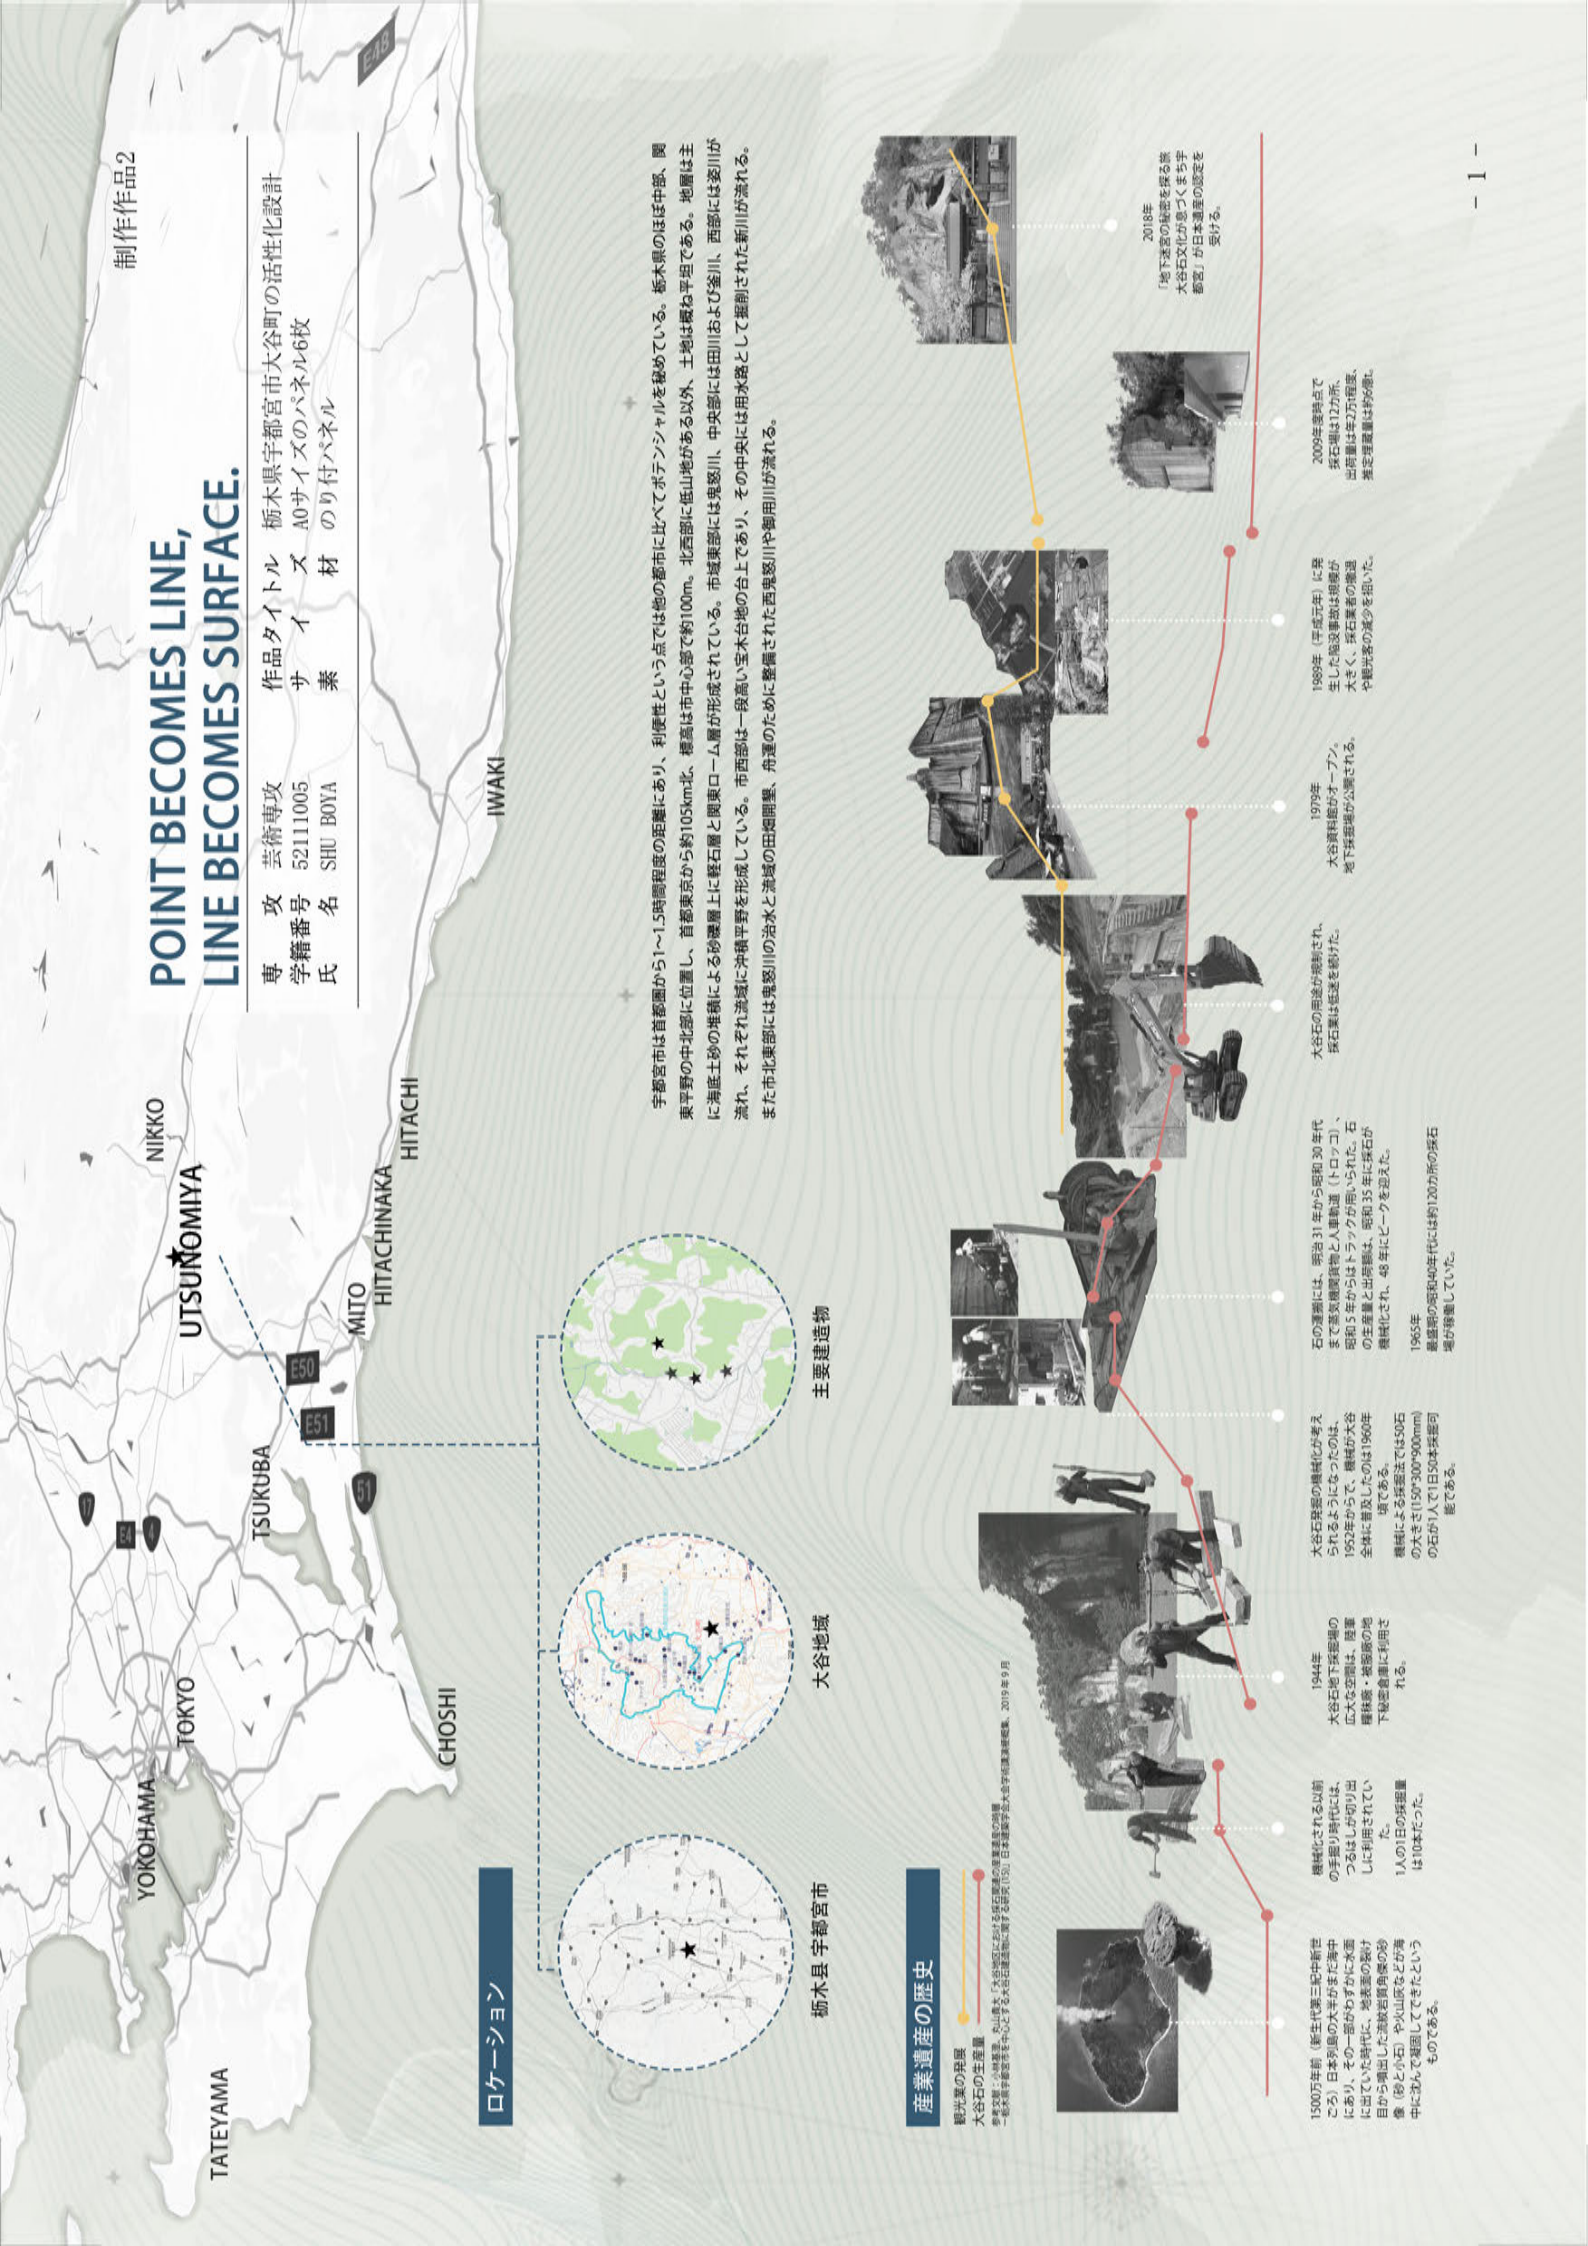 制作作品2
POINT BECOMES LINE,
LINE BECOMES SURFACE.
専 攻 芸術専攻
学籍番号 52111005
氏 名 SHU BOYA
作品タイトル 栃木県宇都宮市大谷町の活性化設計
サ イ ズ A0サイズのパネル6枚
素 材 のり付パネル
E48
NIKKO
UTSUNOMIYA
IWAKI
HITACHI
HITACHINAKA
MITO
E50
E51
51
TSUKUBA
17
TOKYO
YOKOHAMA
CHOSHI
TATEYAMA
宇都宮市は首都圏から1〜1.5時間程度の距離にあり、利便性という点では他の都市に比べてポテンシャルを秘めている。栃木県のほぼ中部、関
東平野の中北部に位置し、首都東京から約105km北、標高は市中心部で約100m。北西部に低山地がある以外、土地は概ね平坦である。地層は主
に海底土砂の堆積による砂礫層上に軽石層と関東ローム層が形成されている。市域東部には鬼怒川、中央部には田川および釜川、西部には姿川が
流れ、それぞれ流域に沖積平野を形成している。市西部は一段高い宝木台地の台上であり、その中央には用水路として掘削された新川が流れる。
また市北東部には鬼怒川の治水と流域の田畑開墾、舟運のために整備された西鬼怒川や御用川が流れる。
ロケーション
栃木県 宇都宮市
大谷地域
主要建造物
産業遺産の歴史
観光業の発展
大谷石の生産量
1500万年前（新生代第三紀中新世
ごろ）日本列島の大半がまだ海中
にあり、その一部がわずかに水面
に出ていた時代に、地表面の裂け
目から噴出した流紋岩質角礫の砂
像（砂と小石）や火山灰などが海
中に沈んで凝固してできたという
ものである。
機械化される以前
の手掘り時代には、
つるはしが切り出
しに利用されてい
た。
1人の1日の採掘量
は10本だった。
1944年
大谷石地下採掘場の
広大な空間は、陸軍
糧秣廠・被服廠の地
下秘密倉庫に利用さ
れる。
大谷石発掘の機械化が考え
られるようになったのは、
1952年からで、機械が大谷
全体に普及したのは1960年
頃である。
機械による採掘法では50石
の大きさ(150*300*900mm)
の石が1人で1日50本採掘可
能である。
石の運搬には、明治 31 年から昭和 30 年代
まで蒸気機関貨物と人車軌道（トロッコ）、
昭和 5 年からはトラックが用いられた。石
の生産量と出荷額は、昭和 35 年に採石が
機械化され、48 年にピークを迎えた。
1965年
最盛期の昭和40年代には約120カ所の採石
場が稼働していた。
大谷石の用途が規制され、
採石業は低迷を続けた。
1979年
大谷資料館がオープン。
地下採掘場が公開される。
1989年（平成元年）に発
生した陥没事故は規模が
大きく、採石業者の撤退
や観光客の減少を招いた。
2009年度時点で
採石場は12カ所、
出荷量は年2万t程度、
推定埋蔵量は約6億t。
2018年
「地下迷宮の秘密を探る旅
大谷石文化が息づくまち宇
都宮」が日本遺産の認定を
受ける。
– 1 –